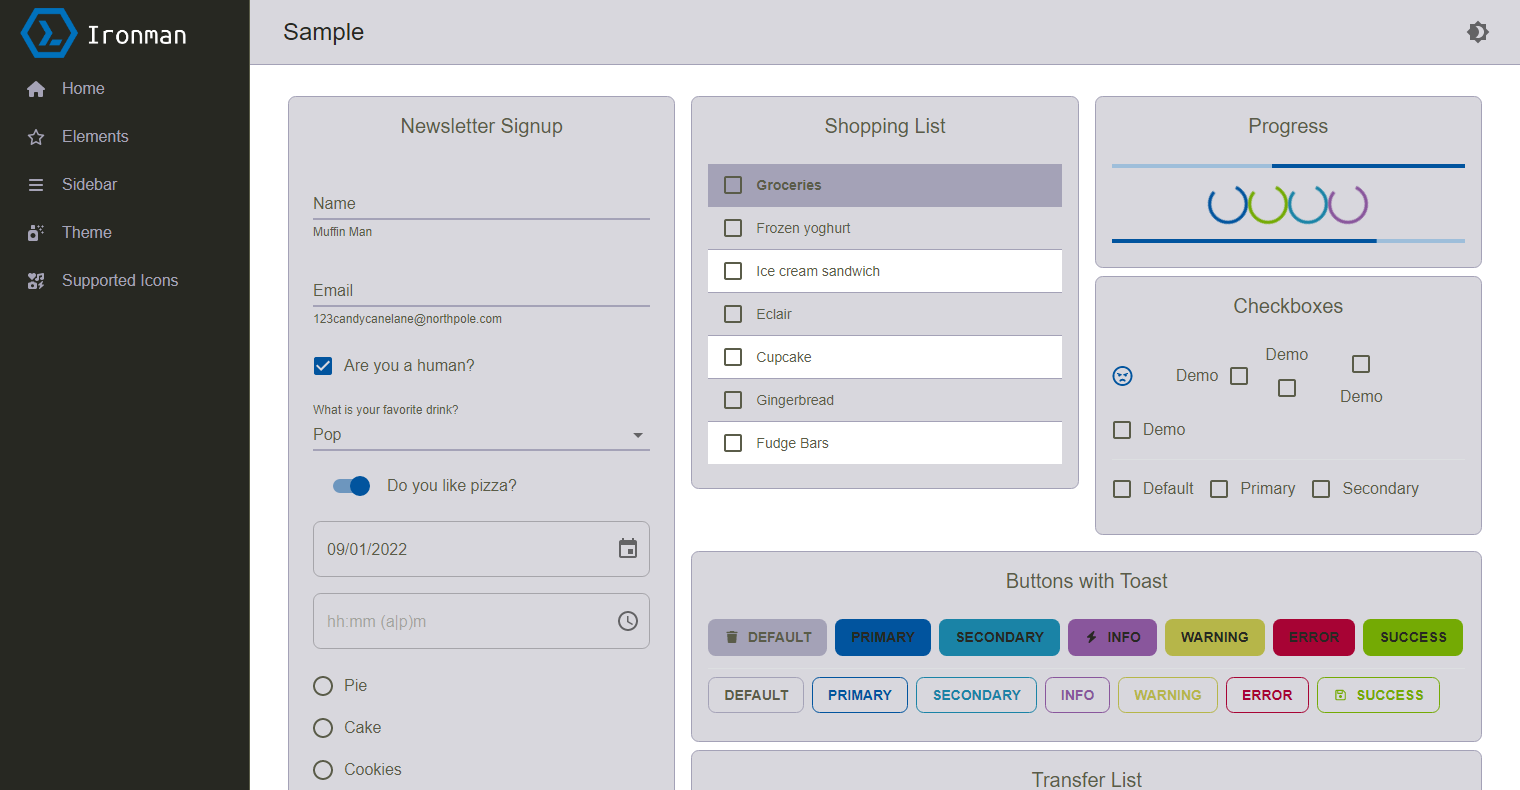 Ironman
Home
Elements
Sidebar
Theme
Supported Icons
Sample
Newsletter Signup
Name
Muffin Man
Email
123candycanelane@northpole.com
Are you a human?
What is your favorite drink?
Pop
Do you like pizza?
09/01/2022
hh:mm (a|p)m
Pie
Cake
Cookies
Shopping List
Groceries
Frozen yoghurt
Ice cream sandwich
Eclair
Cupcake
Gingerbread
Fudge Bars
Progress
Checkboxes
Demo
Demo
Demo
Demo
Default Primary Secondary
Buttons with Toast
DEFAULT PRIMARY SECONDARY INFO WARNING ERROR SUCCESS
DEFAULT PRIMARY SECONDARY INFO WARNING ERROR SUCCESS
Transfer List